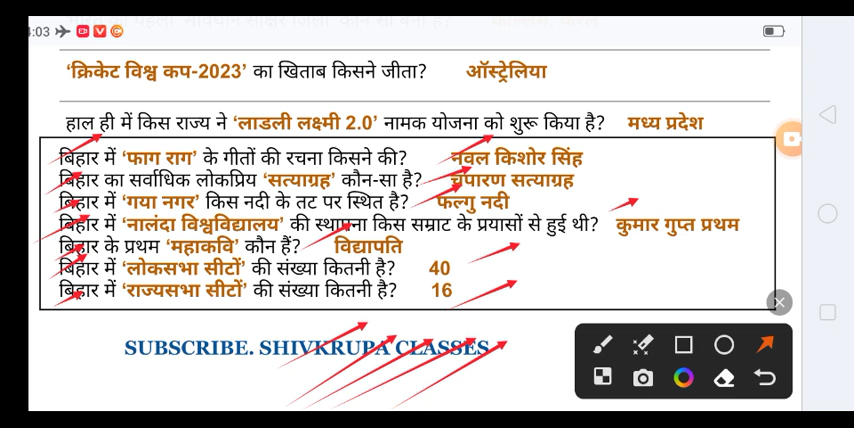 :03
'क्रिकेट विश्व कप-2023' का खिताब किसने जीता? ऑस्ट्रेलिया
हाल ही में किस राज्य ने 'लाडली लक्ष्मी 2.0' नामक योजना को शुरू किया है? मध्य प्रदेश
बिहार में 'फाग राग' के गीतों की रचना किसने की? नवल किशोर सिंह
बिहार का सर्वाधिक लोकप्रिय 'सत्याग्रह' कौन-सा है? चंपारण सत्याग्रह
बिहार में 'गया नगर' किस नदी के तट पर स्थित है? फल्गु नदी
बिहार में 'नालंदा विश्वविद्यालय' की स्थापना किस सम्राट के प्रयासों से हुई थी? कुमार गुप्त प्रथम
बिहार के प्रथम 'महाकवि' कौन हैं? विद्यापति
बिहार में 'लोकसभा सीटों' की संख्या कितनी है? 40
बिहार में 'राज्यसभा सीटों' की संख्या कितनी है? 16
SUBSCRIBE. SHIVKRUPA CLASSES